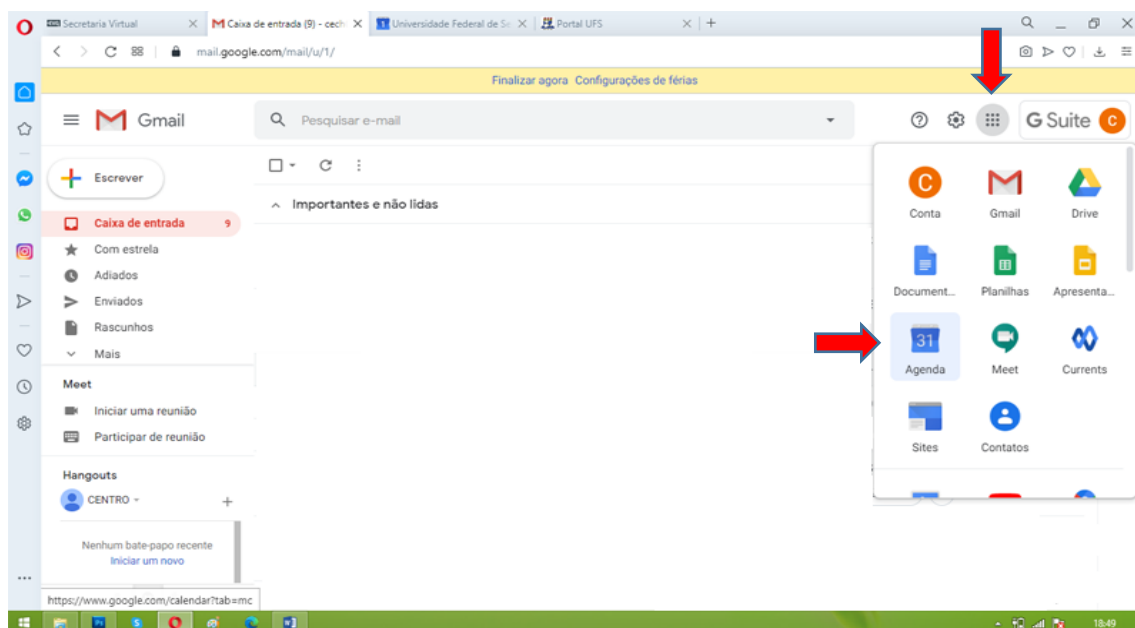 Secretaria Virtual
Caixa de entrada (9) - cech
Universidade Federal de Se
Portal UFS
mail.google.com/mail/u/1/
Finalizar agora Configurações de férias
Gmail
Pesquisar e-mail
G Suite C
Escrever
Caixa de entrada 9
Com estrela
Adiados
Enviados
Rascunhos
Mais
Meet
Iniciar uma reunião
Participar de reunião
Hangouts
CENTRO
Nenhum bate-papo recente
Iniciar um novo
Importantes e não lidas
C
Conta Gmail Drive
Document... Planilhas Apresenta...
31
Agenda Meet Currents
Sites Contatos
https://www.google.com/calendar?tab=mc
18:49